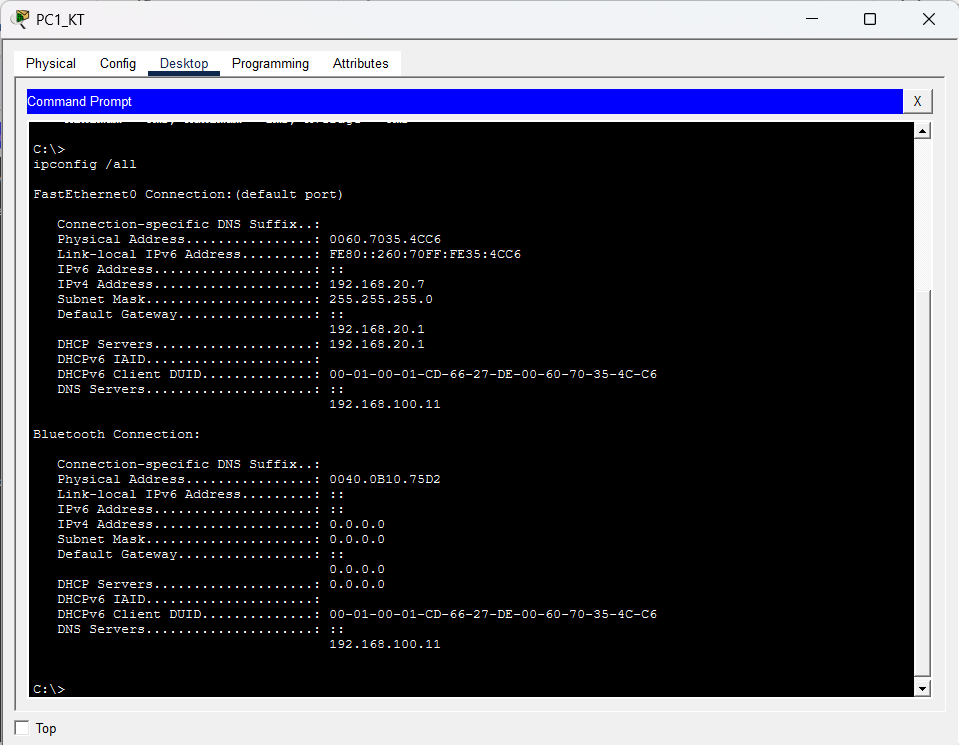 PC1_KT
Physical Config Desktop Programming Attributes
Command Prompt X
C:\>
ipconfig /all
FastEthernet0 Connection:(default port)
Connection-specific DNS Suffix..:
Physical Address................: 0060.7035.4CC6
Link-local IPv6 Address.........: FE80::260:70FF:FE35:4CC6
IPv6 Address....................: ::
IPv4 Address....................: 192.168.20.7
Subnet Mask.....................: 255.255.255.0
Default Gateway.................: ::
192.168.20.1
DHCP Servers....................: 192.168.20.1
DHCPv6 IAID.....................:
DHCPv6 Client DUID..............: 00-01-00-01-CD-66-27-DE-00-60-70-35-4C-C6
DNS Servers.....................: ::
192.168.100.11
Bluetooth Connection:
Connection-specific DNS Suffix..:
Physical Address................: 0040.0B10.75D2
Link-local IPv6 Address.........: ::
IPv6 Address....................: ::
IPv4 Address....................: 0.0.0.0
Subnet Mask.....................: 0.0.0.0
Default Gateway.................: ::
0.0.0.0
DHCP Servers....................: 0.0.0.0
DHCPv6 IAID.....................:
DHCPv6 Client DUID..............: 00-01-00-01-CD-66-27-DE-00-60-70-35-4C-C6
DNS Servers.....................: ::
192.168.100.11
C:\>
Top